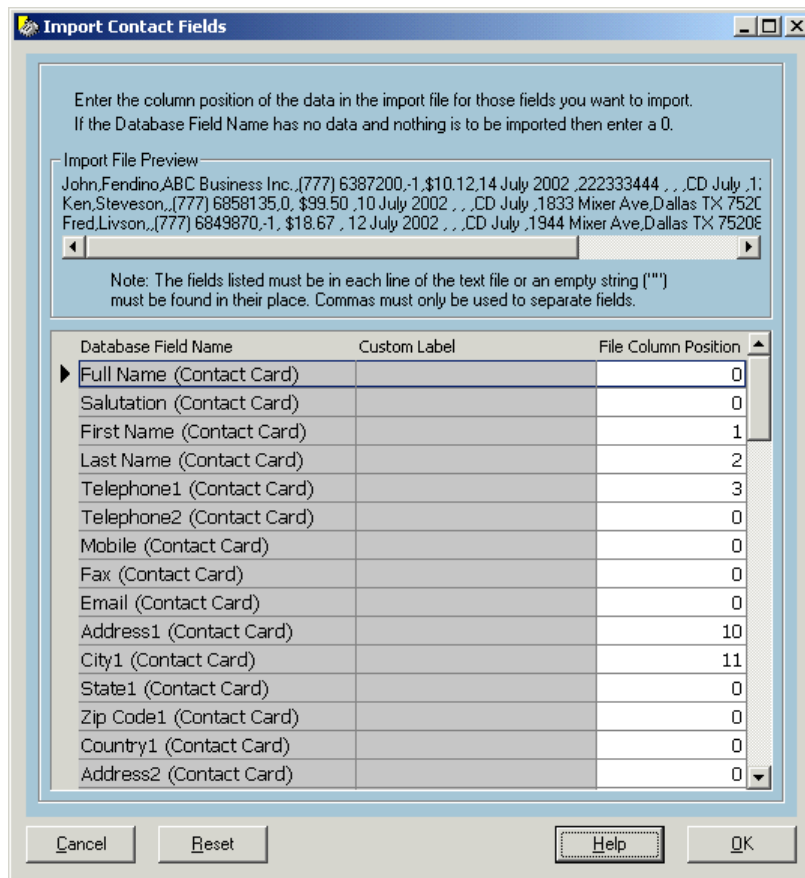 Import Contact Fields
Enter the column position of the data in the import file for those fields you want to import.
If the Database Field Name has no data and nothing is to be imported then enter a 0.
Import File Preview
John,Fendino,ABC Business Inc.,(777) 6387200,-1,$10.12,14 July 2002 ,222333444 , , ,CD July ,1
Ken,Steveson,,(777) 6858135,0, $99.50 ,10 July 2002 , , ,CD July ,1833 Mixer Ave,Dallas TX 7520
Fred,Livson,,(777) 6849870,-1, $18.67 , 12 July 2002 , , ,CD July ,1944 Mixer Ave,Dallas TX 75208
Note: The fields listed must be in each line of the text file or an empty string ("")
must be found in their place. Commas must only be used to separate fields.
Database Field Name Custom Label File Column Position
Full Name (Contact Card) 0
Salutation (Contact Card) 0
First Name (Contact Card) 1
Last Name (Contact Card) 2
Telephone1 (Contact Card) 3
Telephone2 (Contact Card) 0
Mobile (Contact Card) 0
Fax (Contact Card) 0
Email (Contact Card) 0
Address1 (Contact Card) 10
City1 (Contact Card) 11
State1 (Contact Card) 0
Zip Code1 (Contact Card) 0
Country1 (Contact Card) 0
Address2 (Contact Card) 0
Cancel Reset Help OK